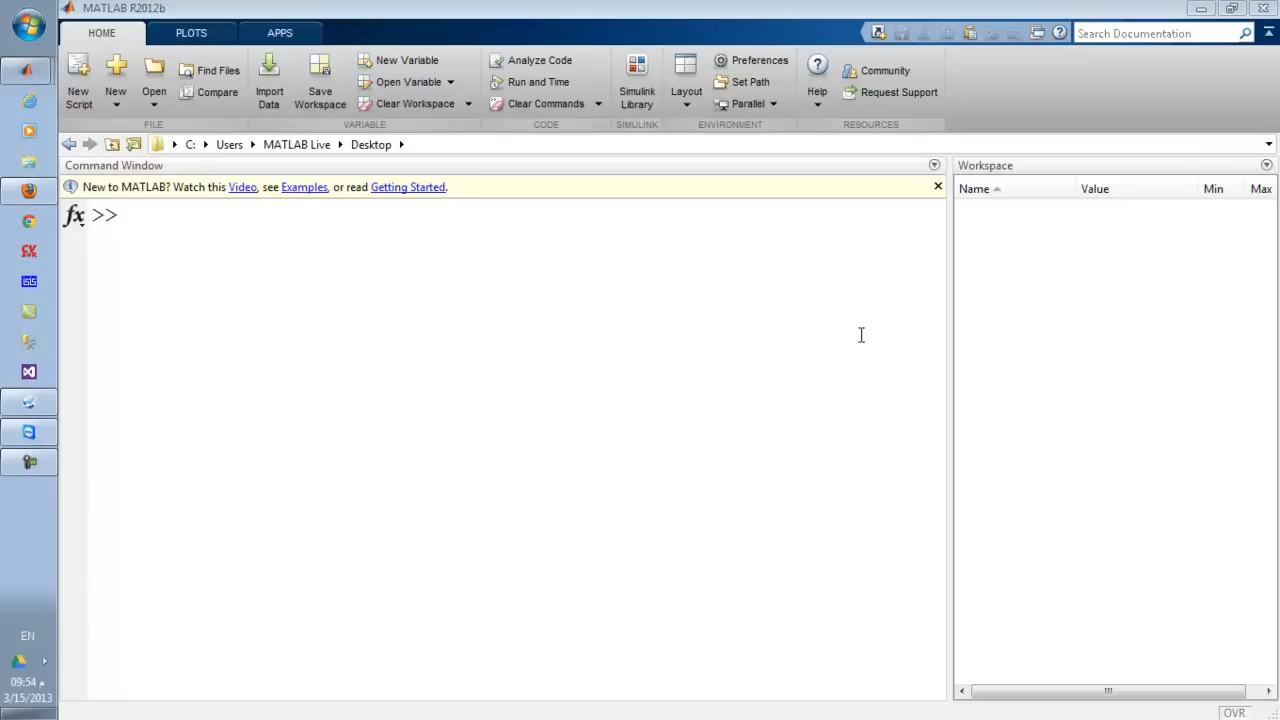 MATLAB R2012b
HOME PLOTS APPS
Search Documentation
New Script
New
Open
Find Files
Compare
FILE
Import Data
Save Workspace
New Variable
Open Variable
Clear Workspace
VARIABLE
Analyze Code
Run and Time
Clear Commands
CODE
Simulink Library
SIMULINK
Layout
Preferences
Set Path
Parallel
ENVIRONMENT
Help
Community
Request Support
RESOURCES
C: Users MATLAB Live Desktop
Command Window
New to MATLAB? Watch this Video, see Examples, or read Getting Started.
fx >>
Workspace
Name Value Min Max
CV AVR
ISIS
EN
09:54 م
3/15/2013
OVR